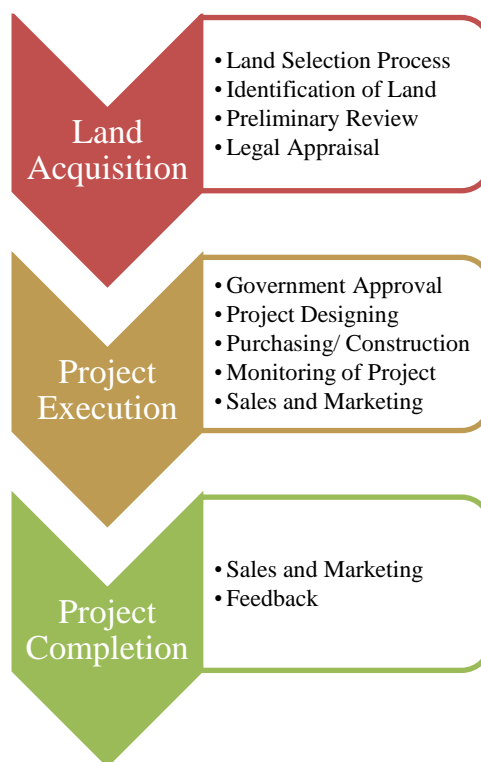 Land
Acquisition
• Land Selection Process
• Identification of Land
• Preliminary Review
• Legal Appraisal
Project
Execution
• Government Approval
• Project Designing
• Purchasing/ Construction
• Monitoring of Project
• Sales and Marketing
Project
Completion
• Sales and Marketing
• Feedback